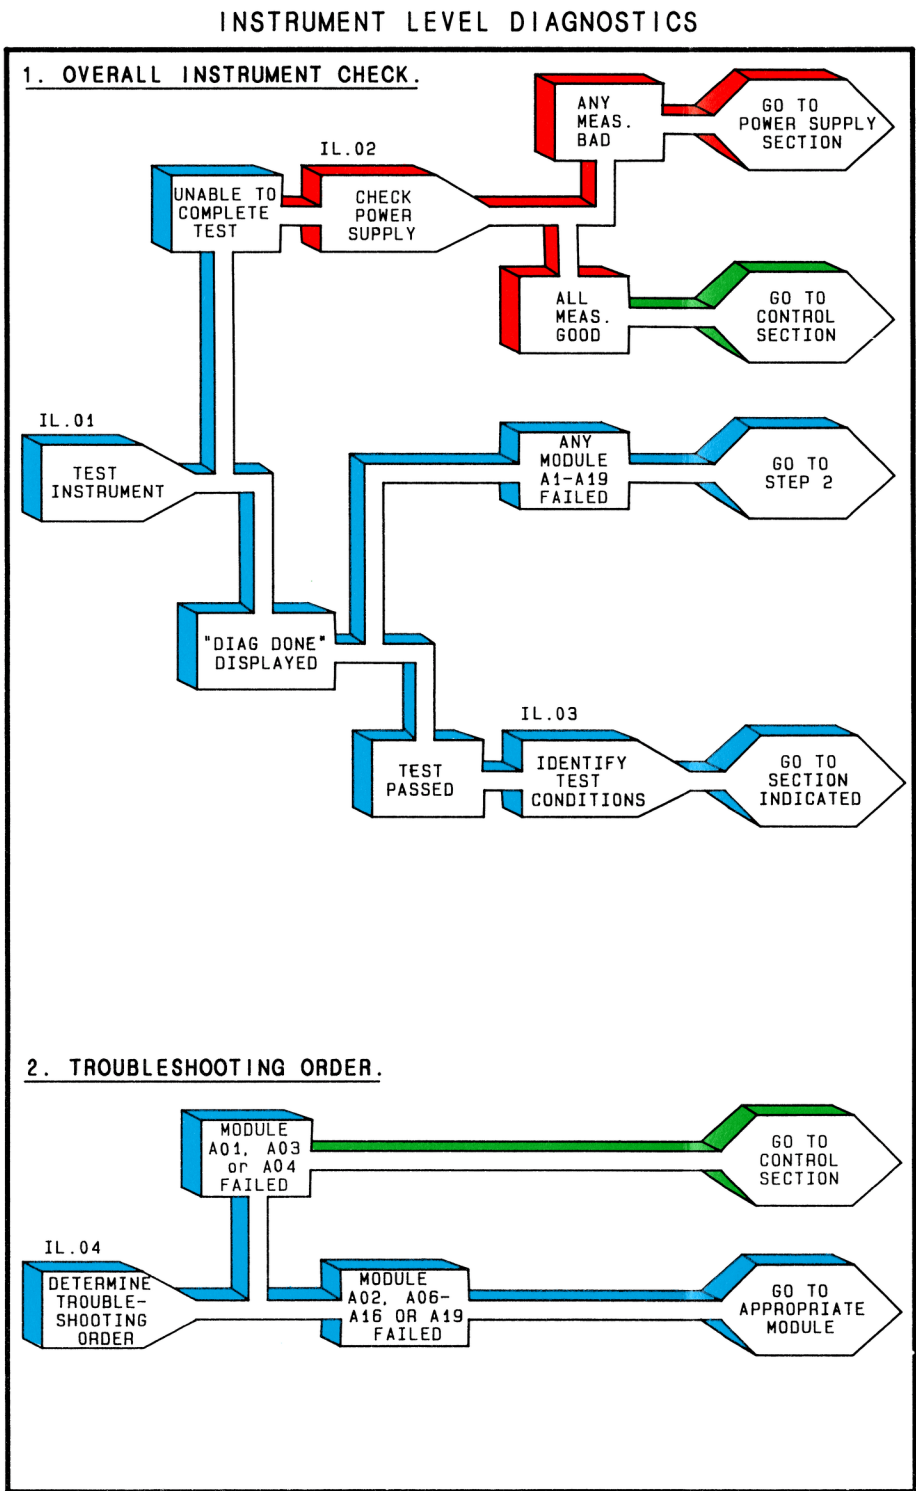 INSTRUMENT LEVEL DIAGNOSTICS
1. OVERALL INSTRUMENT CHECK.
ANY
MEAS.
BAD
GO TO
POWER SUPPLY
SECTION
IL.02
UNABLE TO
COMPLETE
TEST
CHECK
POWER
SUPPLY
ALL
MEAS.
GOOD
GO TO
CONTROL
SECTION
IL.01
TEST
INSTRUMENT
ANY
MODULE
A1-A19
FAILED
GO TO
STEP 2
"DIAG DONE"
DISPLAYED
IL.03
TEST
PASSED
IDENTIFY
TEST
CONDITIONS
GO TO
SECTION
INDICATED
2. TROUBLESHOOTING ORDER.
MODULE
A01, A03
or A04
FAILED
GO TO
CONTROL
SECTION
IL.04
DETERMINE
TROUBLE-
SHOOTING
ORDER
MODULE
A02, A06-
A16 OR A19
FAILED
GO TO
APPROPRIATE
MODULE